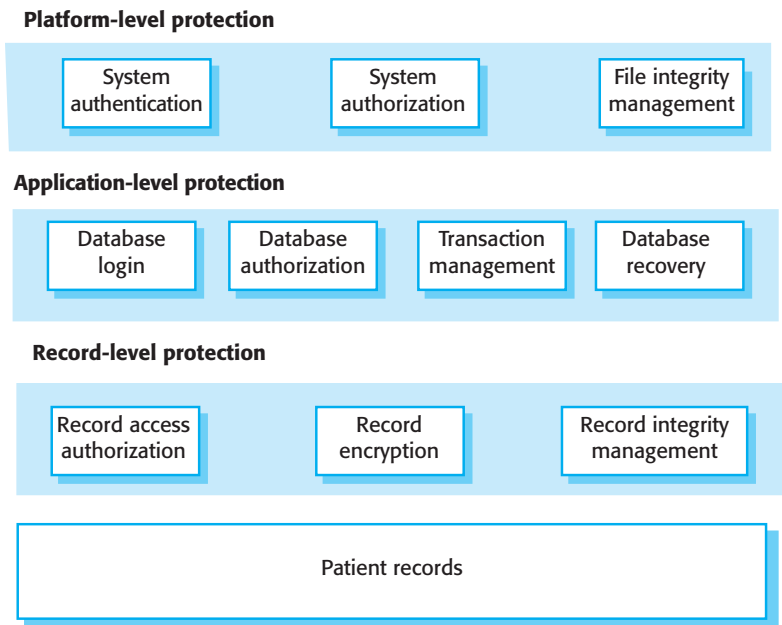 Platform-level protection
System
authentication
System
authorization
File integrity
management
Application-level protection
Database
login
Database
authorization
Transaction
management
Database
recovery
Record-level protection
Record access
authorization
Record
encryption
Record integrity
management
Patient records